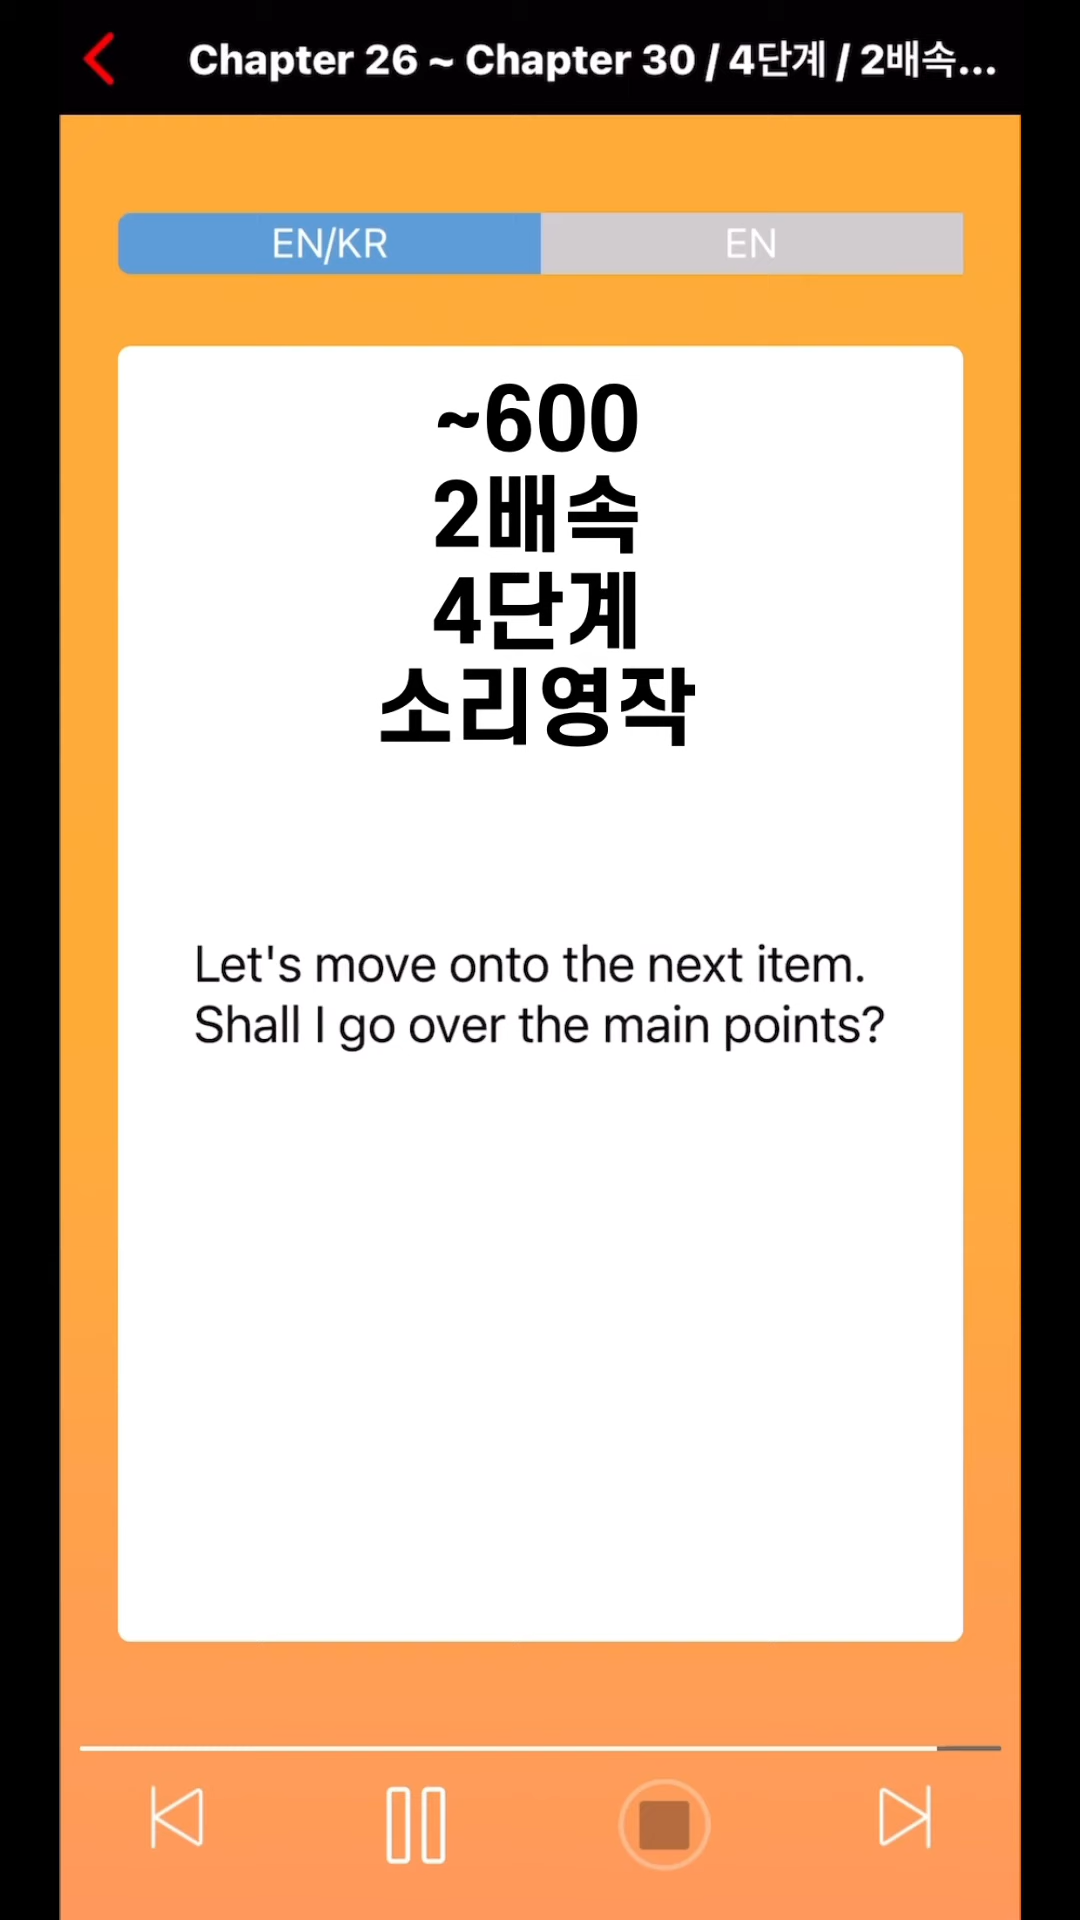 Chapter 26 ~ Chapter 30 / 4단계 / 2배속...
EN/KR
EN
~600
2배속
4단계
소리영작
Let's move onto the next item.
Shall I go over the main points?